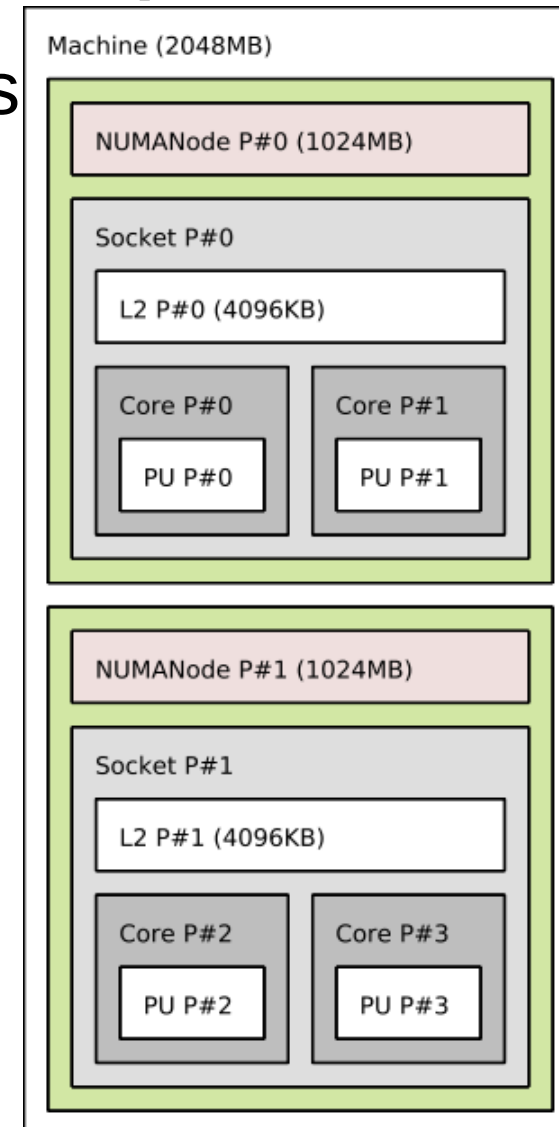 Machine (2048MB)
s
NUMANode P#0 (1024MB)
Socket P#0
L2 P#0 (4096KB)
Core P#0 Core P#1
PU P#0 PU P#1
NUMANode P#1 (1024MB)
Socket P#1
L2 P#1 (4096KB)
Core P#2 Core P#3
PU P#2 PU P#3